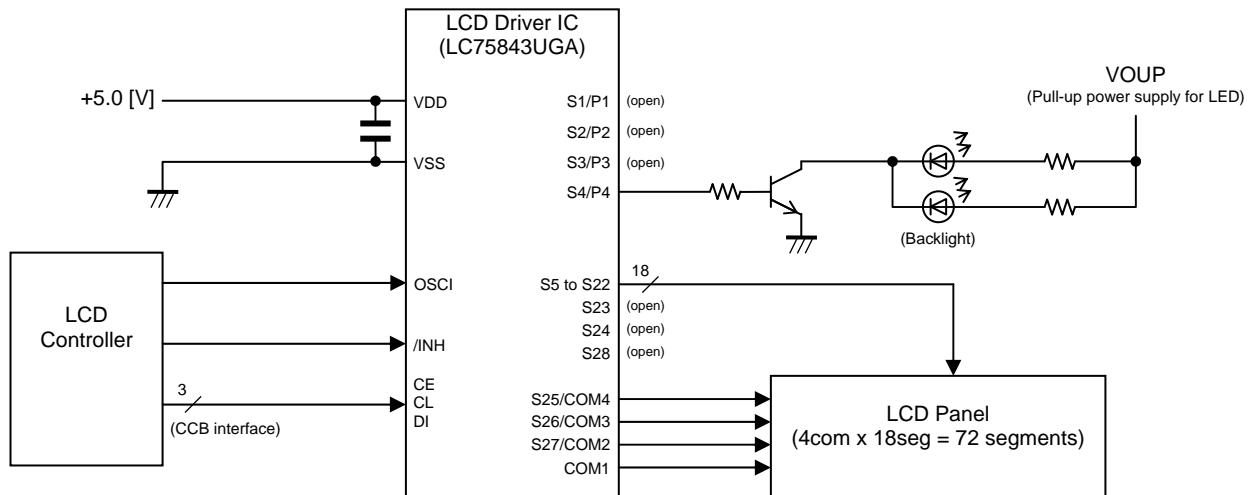 LCD Driver IC
(LC75843UGA)
+5.0 [V]
VDD
VSS
S1/P1 (open)
S2/P2 (open)
S3/P3 (open)
S4/P4
VOUP
(Pull-up power supply for LED)
(Backlight)
LCD
Controller
OSCI
/INH
3
CE
CL
DI
(CCB interface)
S5 to S22
18
S23 (open)
S24 (open)
S28 (open)
S25/COM4
S26/COM3
S27/COM2
COM1
LCD Panel
(4com x 18seg = 72 segments)